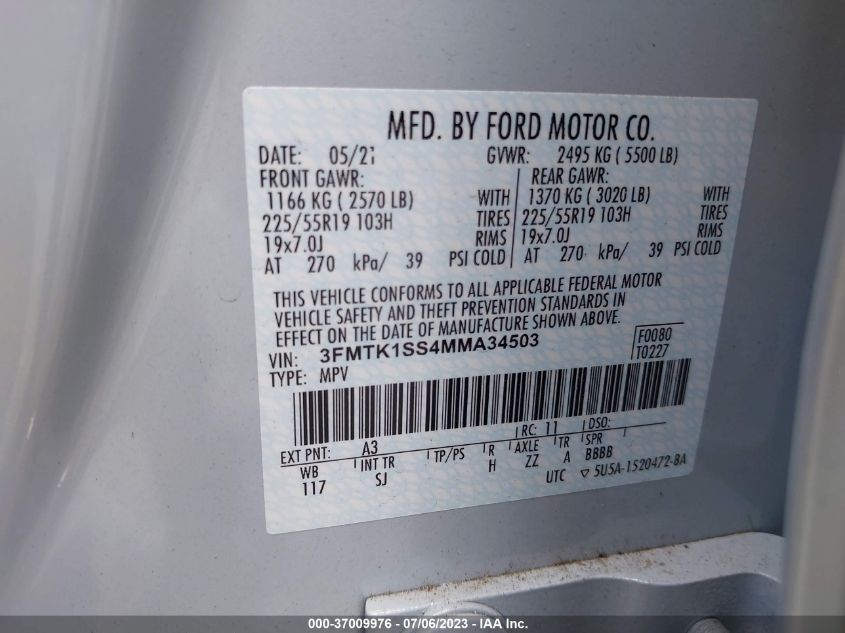 MFD. BY FORD MOTOR CO.
DATE: 05/21 GVWR: 2495 KG ( 5500 LB)
FRONT GAWR: REAR GAWR:
1166 KG ( 2570 LB) WITH 1370 KG ( 3020 LB) WITH
225/55R19 103H TIRES 225/55R19 103H TIRES
19x7.0J RIMS 19x7.0J RIMS
AT 270 kPa/ 39 PSI COLD AT 270 kPa/ 39 PSI COLD
THIS VEHICLE CONFORMS TO ALL APPLICABLE FEDERAL MOTOR
VEHICLE SAFETY AND THEFT PREVENTION STANDARDS IN
EFFECT ON THE DATE OF MANUFACTURE SHOWN ABOVE.
VIN: 3FMTK1SS4MMA34503 F0080
TYPE: MPV T0227
EXT PNT: A3 RC: 11 DSO:
WB INT TR TP/PS R AXLE TR SPR
117 SJ H ZZ A BBBB
UTC ▽ 5U5A-1520472-BA
000-37009976 - 07/06/2023 - IAA Inc.